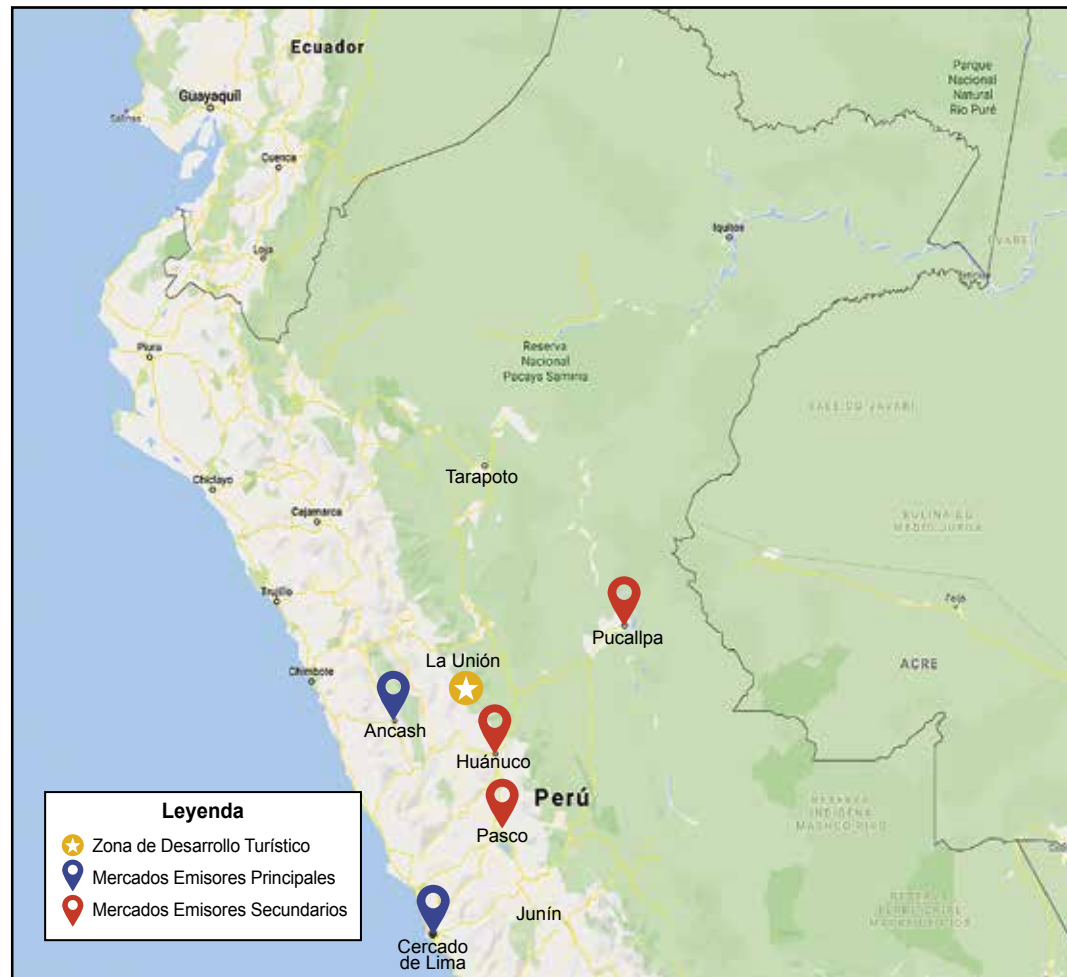 Ecuador
Parque
Nacional
Natural
Rio Puré
Guayaquil
Salinas
Cuenca
Iquitos
Loja
Piura
Reserva
Nacional
Pacaya Samiria
Tarapoto
Chiclayo
Cajamarca
Trujillo
Pucallpa
La Unión
ACRE
Chimbote
Ancash
Huánuco
Perú
Pasco
Leyenda
Zona de Desarrollo Turístico
Mercados Emisores Principales
Mercados Emisores Secundarios
Junín
Cercado
de Lima